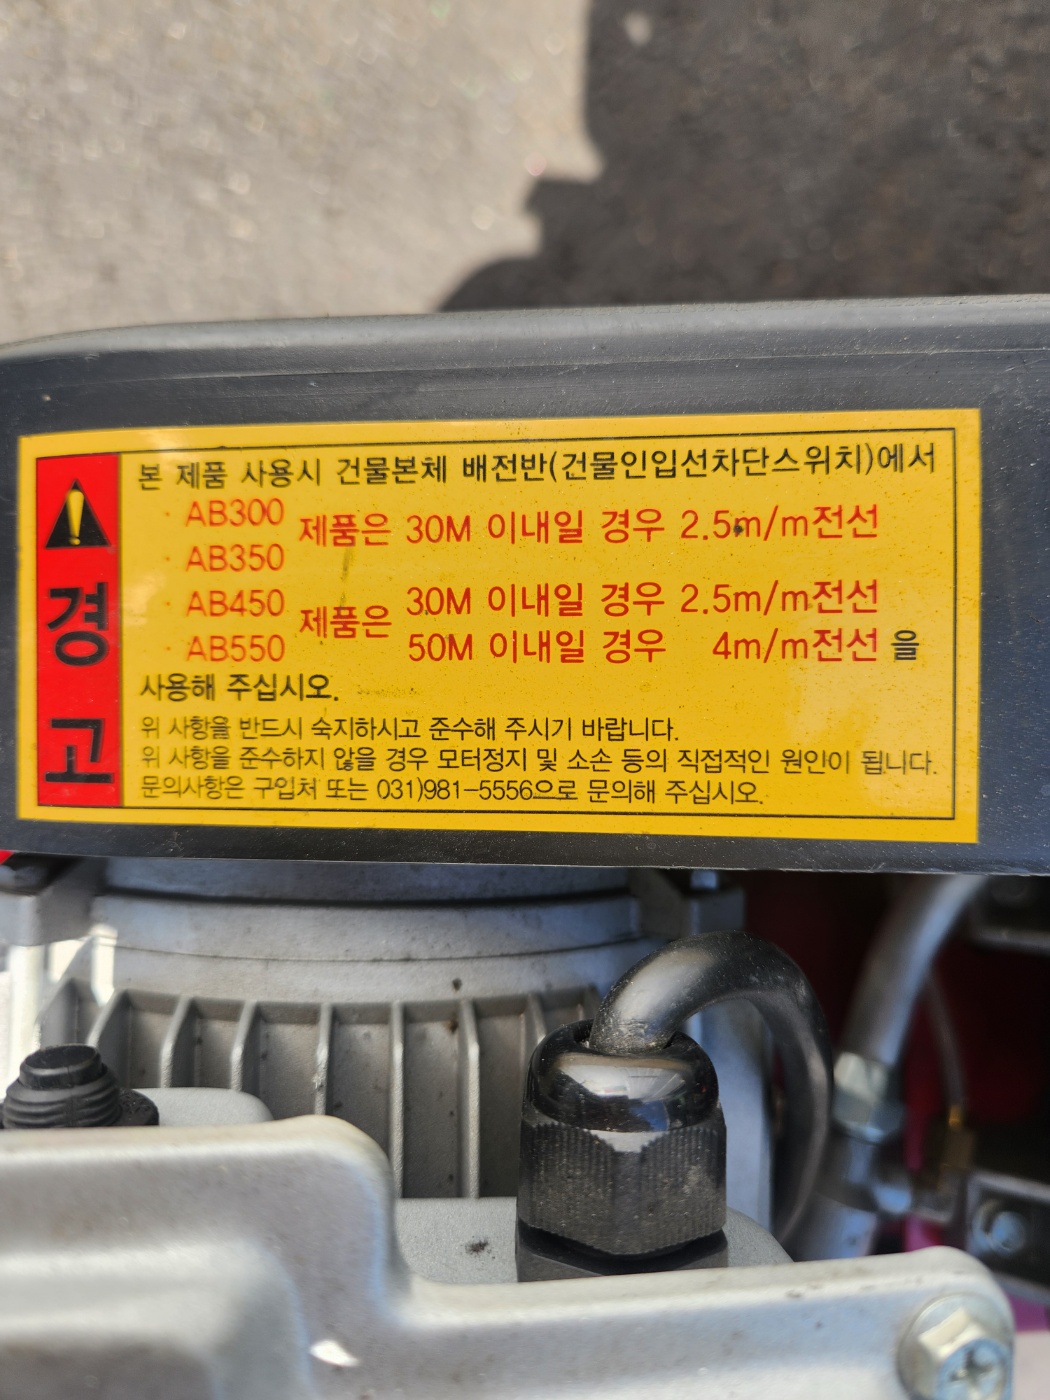 경고
본 제품 사용시 건물본체 배전반(건물인입선차단스위치)에서
· AB300
· AB350
제품은 30M 이내일 경우 2.5m/m전선
· AB450
· AB550
제품은
30M 이내일 경우 2.5m/m전선
50M 이내일 경우 4m/m전선 을
사용해 주십시오.
위 사항을 반드시 숙지하시고 준수해 주시기 바랍니다.
위 사항을 준수하지 않을 경우 모터정지 및 소손 등의 직접적인 원인이 됩니다.
문의사항은 구입처 또는 031)981-5556으로 문의해 주십시오.